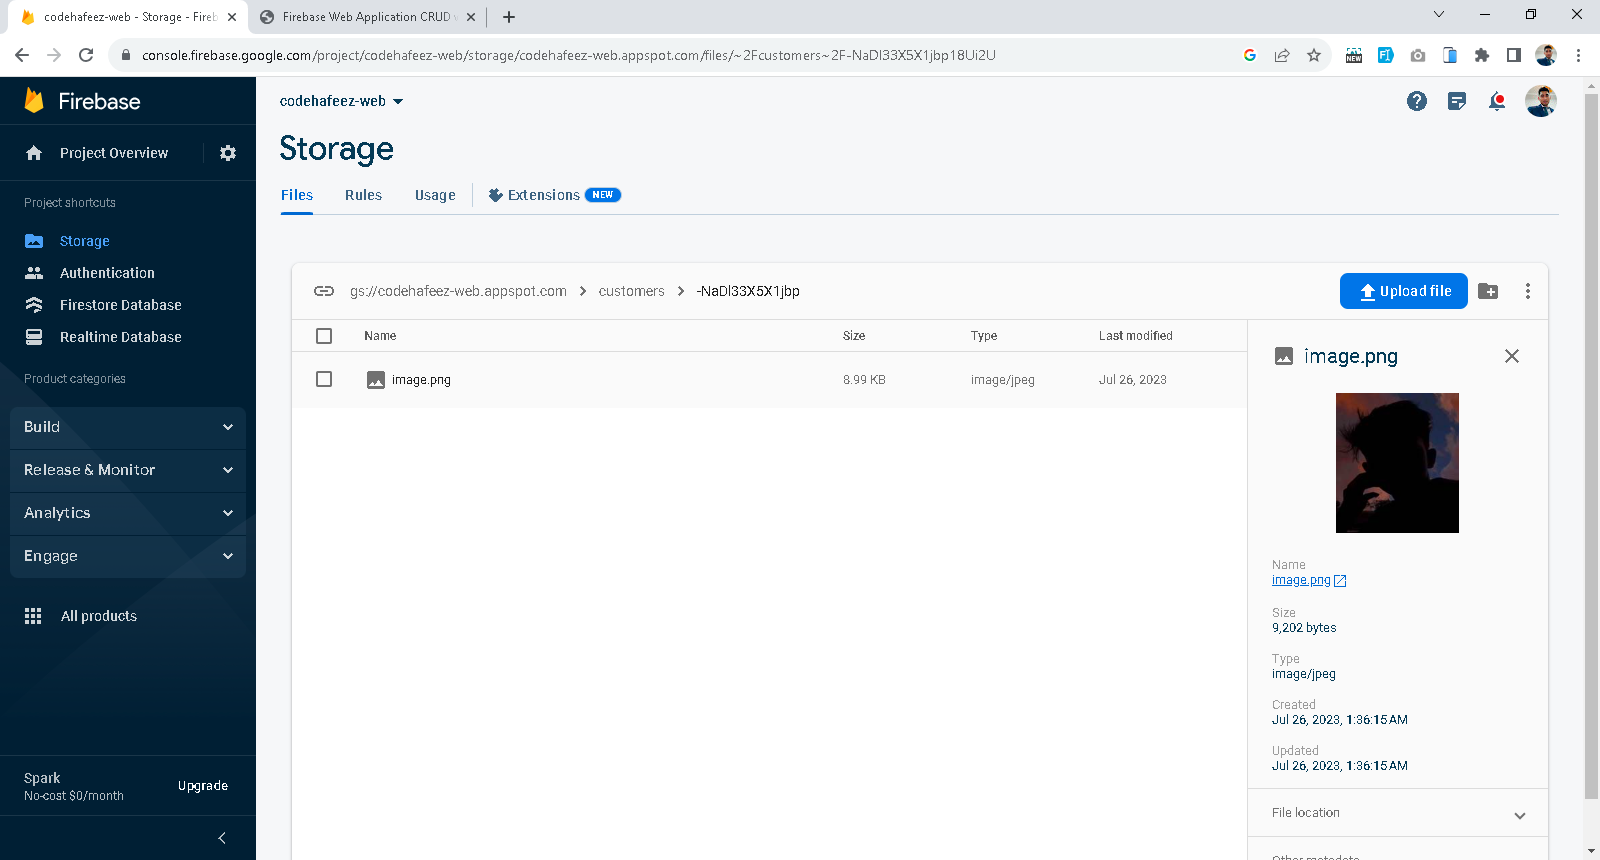 codehafeez-web - Storage - Fireb
Firebase Web Application CRUD
console.firebase.google.com/project/codehafeez-web/storage/codehafeez-web.appspot.com/files/~2Fcustomers~2F-NaDl33X5X1jbp18Ui2U
NEW
Firebase
codehafeez-web
Project Overview
Storage
Files
Rules
Usage
Extensions
NEW
Project shortcuts
Storage
Authentication
Firestore Database
Realtime Database
Product categories
Build
Release & Monitor
Analytics
Engage
All products
Spark
No-cost $0/month
Upgrade
gs://codehafeez-web.appspot.com > customers > -NaDl33X5X1jbp
Upload file
Name Size Type Last modified
image.png 8.99 KB image/jpeg Jul 26, 2023
image.png
Name
image.png
Size
9,202 bytes
Type
image/jpeg
Created
Jul 26, 2023, 1:36:15 AM
Updated
Jul 26, 2023, 1:36:15 AM
File location
Other metadata